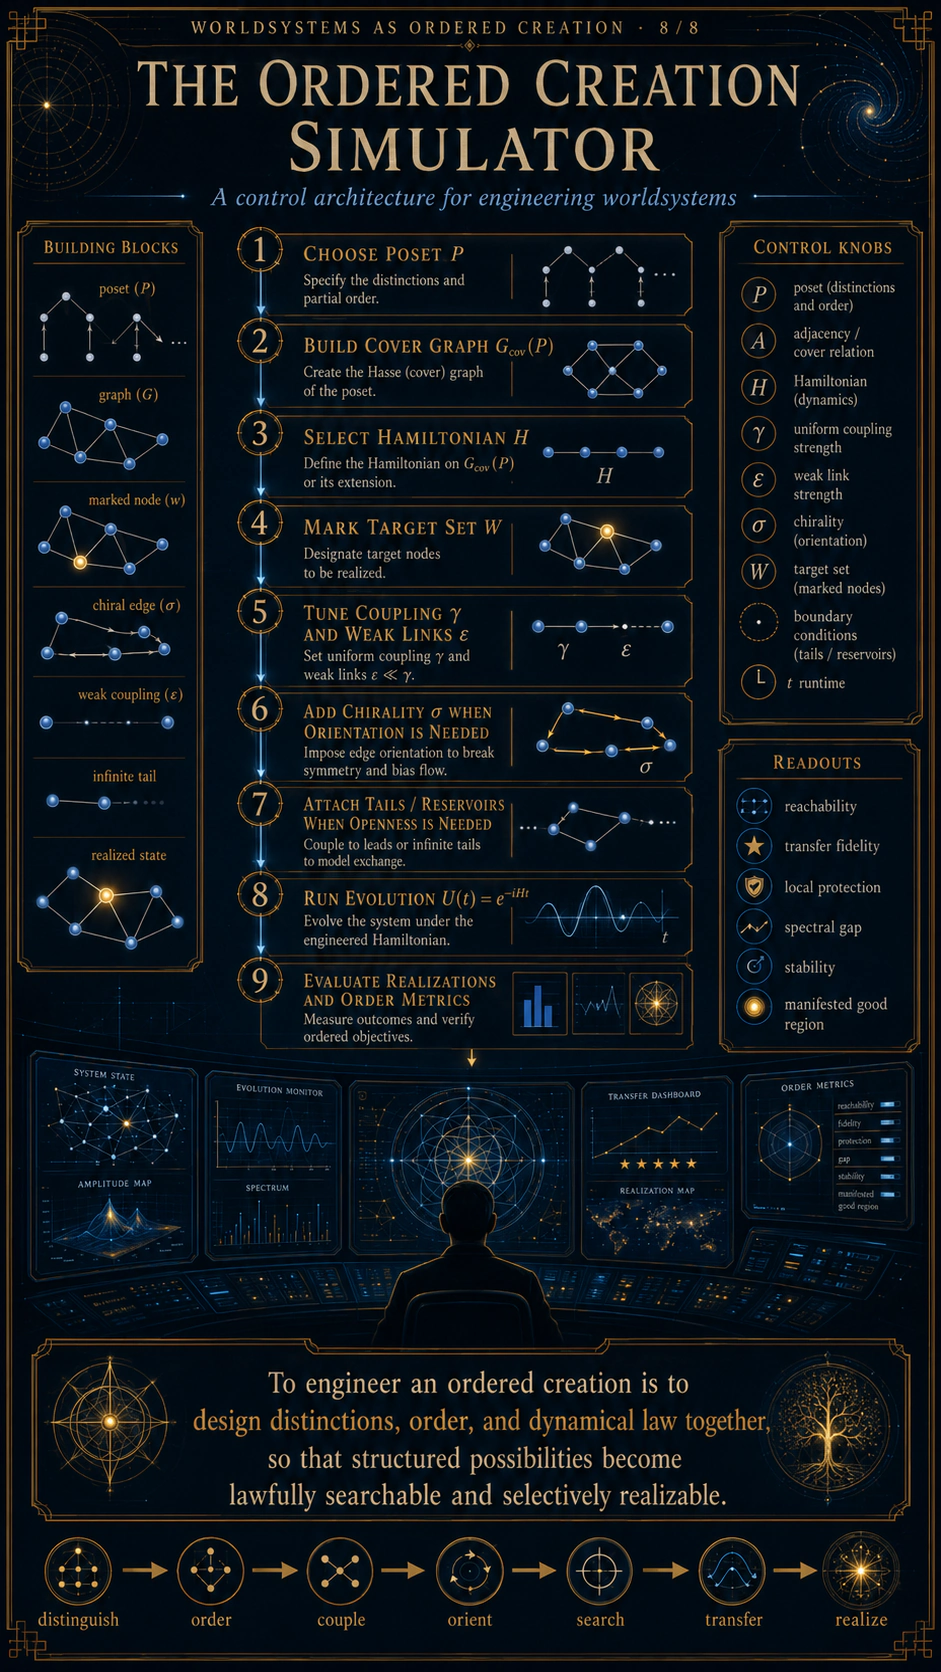 WORLDSYSTEMS AS ORDERED CREATION · 8/8
THE ORDERED CREATION
SIMULATOR
A control architecture for engineering worldsystems
BUILDING BLOCKS
poset (P)
graph (G)
marked node (w)
chiral edge (σ)
weak coupling (ε)
infinite tail
realized state
1
CHOOSE POSET P
Specify the distinctions and
partial order.
2
BUILD COVER GRAPH G_cov(P)
Create the Hasse (cover) graph
of the poset.
3
SELECT HAMILTONIAN H
Define the Hamiltonian on G_cov(P)
or its extension.
H
4
MARK TARGET SET W
Designate target nodes
to be realized.
5
TUNE COUPLING γ
AND WEAK LINKS ε
Set uniform coupling γ and
weak links ε ≪ γ.
γ ε
6
ADD CHIRALITY σ WHEN
ORIENTATION IS NEEDED
Impose edge orientation to break
symmetry and bias flow.
σ
7
ATTACH TAILS / RESERVOIRS
WHEN OPENNESS IS NEEDED
Couple to leads or infinite tails
to model exchange.
8
RUN EVOLUTION U(t) = e^{-iHt}
Evolve the system under the
engineered Hamiltonian.
t
9
EVALUATE REALIZATIONS
AND ORDER METRICS
Measure outcomes and verify
ordered objectives.
CONTROL KNOBS
P poset (distinctions
and order)
A adjacency /
cover relation
H Hamiltonian
(dynamics)
γ uniform coupling
strength
ε weak link
strength
σ chirality
(orientation)
W target set
(marked nodes)
boundary
conditions
(tails / reservoirs)
t runtime
READOUTS
reachability
transfer fidelity
local protection
spectral gap
stability
manifested good
region
SYSTEM STATE
AMPLITUDE MAP
EVOLUTION MONITOR
SPECTRUM
TRANSFER DASHBOARD
REALIZATION MAP
ORDER METRICS
reachability
fidelity
protection
gap
stability
manifested
good region
To engineer an ordered creation is to
design distinctions, order, and dynamical law together,
so that structured possibilities become
lawfully searchable and selectively realizable.
distinguish
order
couple
orient
search
transfer
realize